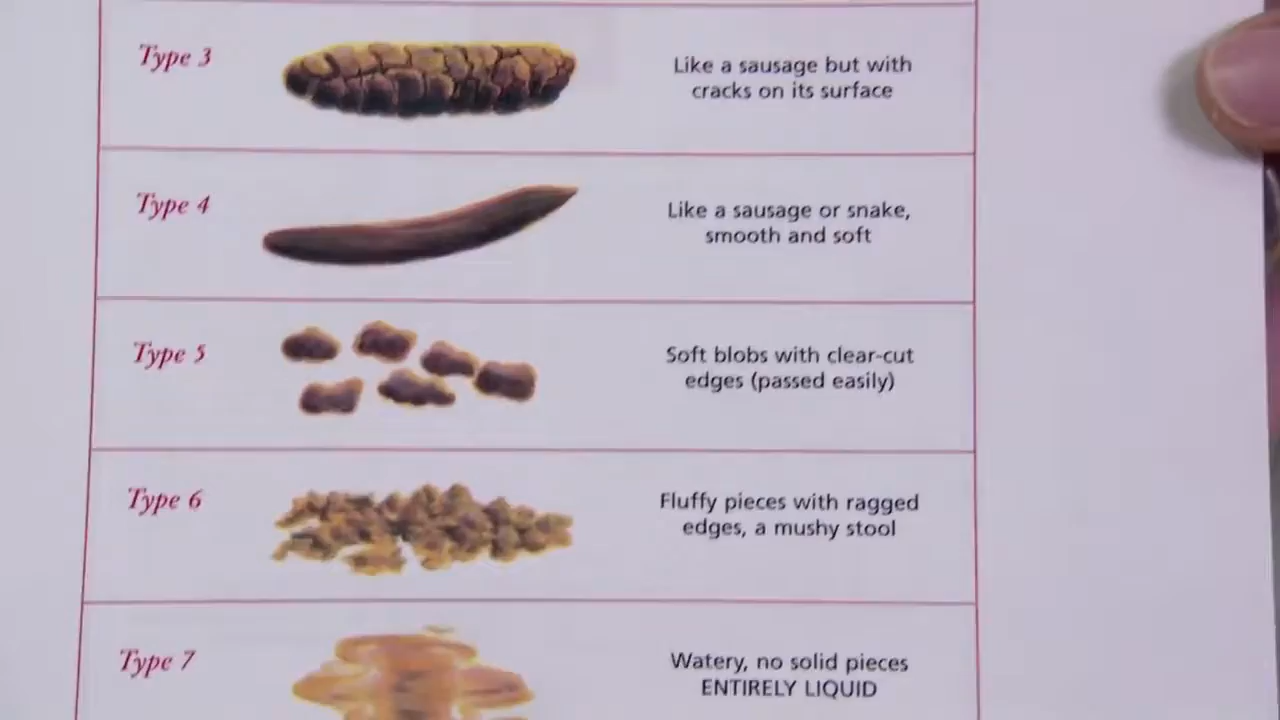 Type 3
Like a sausage but with
cracks on its surface
Type 4
Like a sausage or snake,
smooth and soft
Type 5
Soft blobs with clear-cut
edges (passed easily)
Type 6
Fluffy pieces with ragged
edges, a mushy stool
Type 7
Watery, no solid pieces
ENTIRELY LIQUID